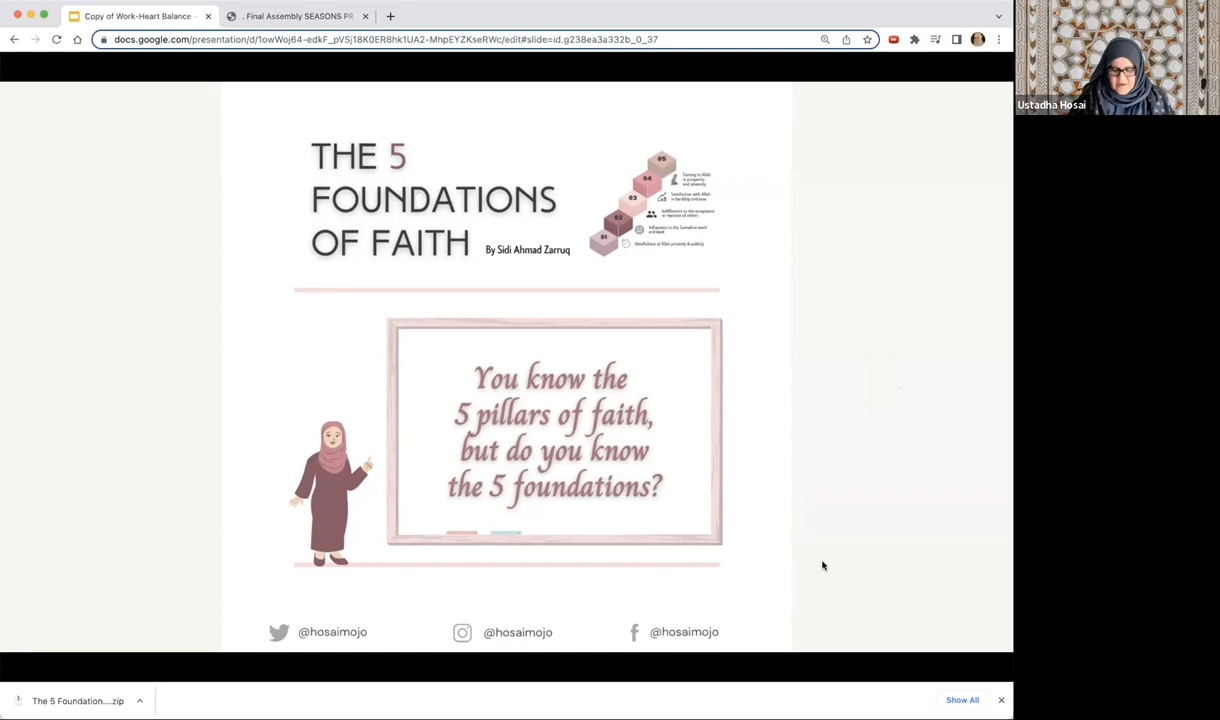 Copy of Work-Heart Balance -
. Final Assembly SEASONS PR
docs.google.com/presentation/d/1owWoj64-edkF_pVSj18K0ER8hk1UA2-MhpEYZKseRWc/edit#slide=id.g238ea3a332b_0_37
Ustadha Hosai
THE 5
FOUNDATIONS
OF FAITH
By Sidi Ahmad Zarruq
05
Turning to Allah
in prosperity
and adversity
04
Satisfaction with Allah
in hardship and ease
03
Indifference to the acceptance
or rejection of others
02
Adherence to the Sunnah in word
and deed
01
Mindfulness of Allah privately & publicly
You know the
5 pillars of faith,
but do you know
the 5 foundations?
@hosaimojo
@hosaimojo
@hosaimojo
The 5 Foundation....zip
Show All